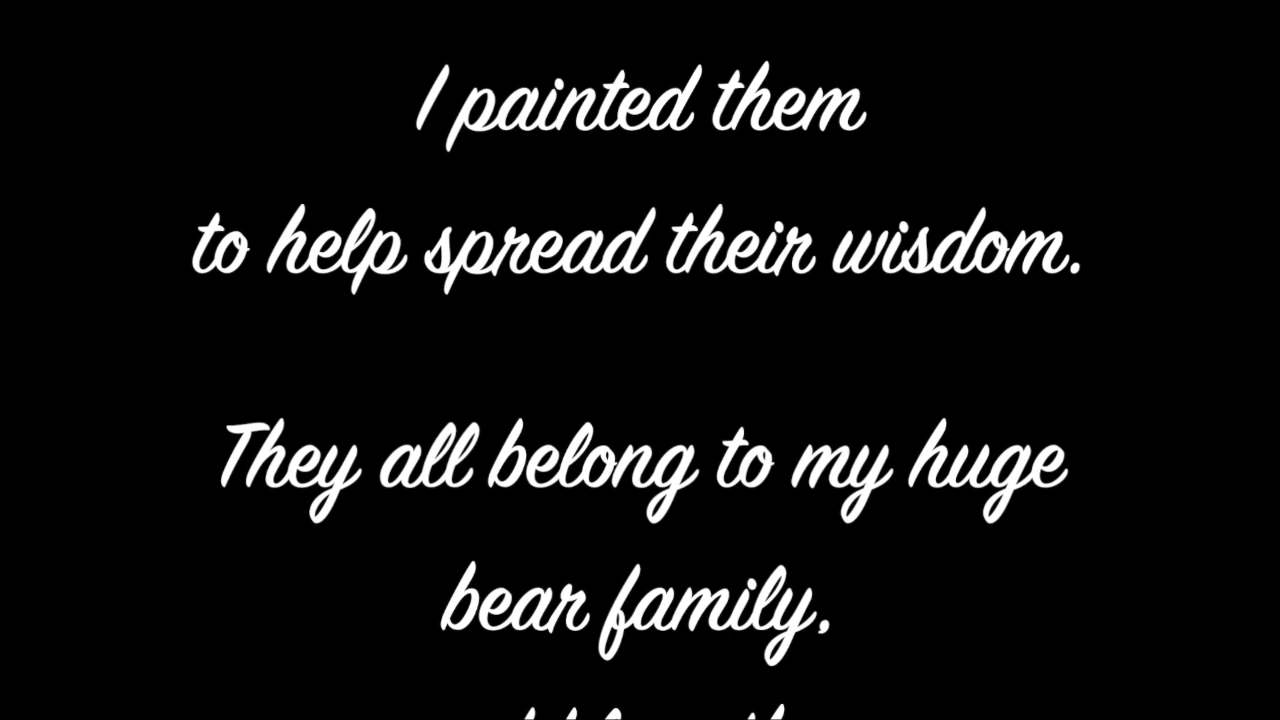 I painted them
to help spread their wisdom.
They all belong to my huge
bear family,